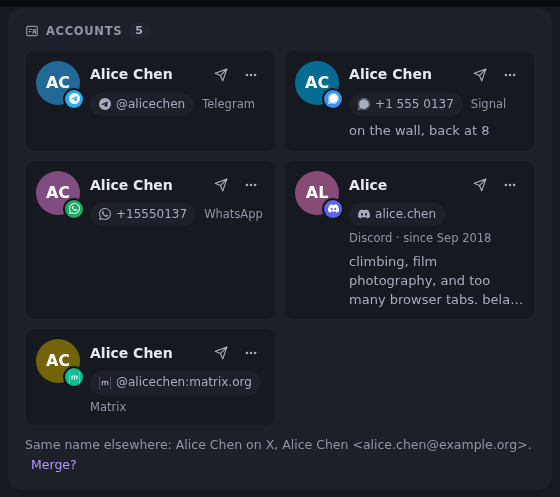 ACCOUNTS 5
AC Alice Chen
@alicechen Telegram
AC Alice Chen
+1 555 0137 Signal
on the wall, back at 8
AC Alice Chen
+15550137 WhatsApp
AL Alice
alice.chen
Discord · since Sep 2018
climbing, film
photography, and too
many browser tabs. bela…
AC Alice Chen
[m] @alicechen:matrix.org
Matrix
Same name elsewhere: Alice Chen on X, Alice Chen <alice.chen@example.org>.
Merge?